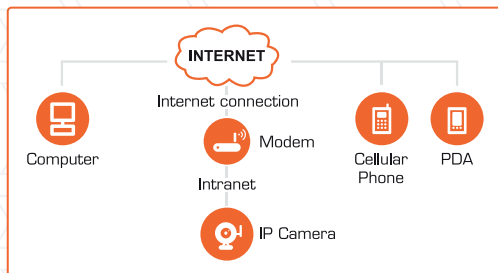 INTERNET
Internet connection
Computer
Modem
Cellular
Phone
PDA
Intranet
IP Camera